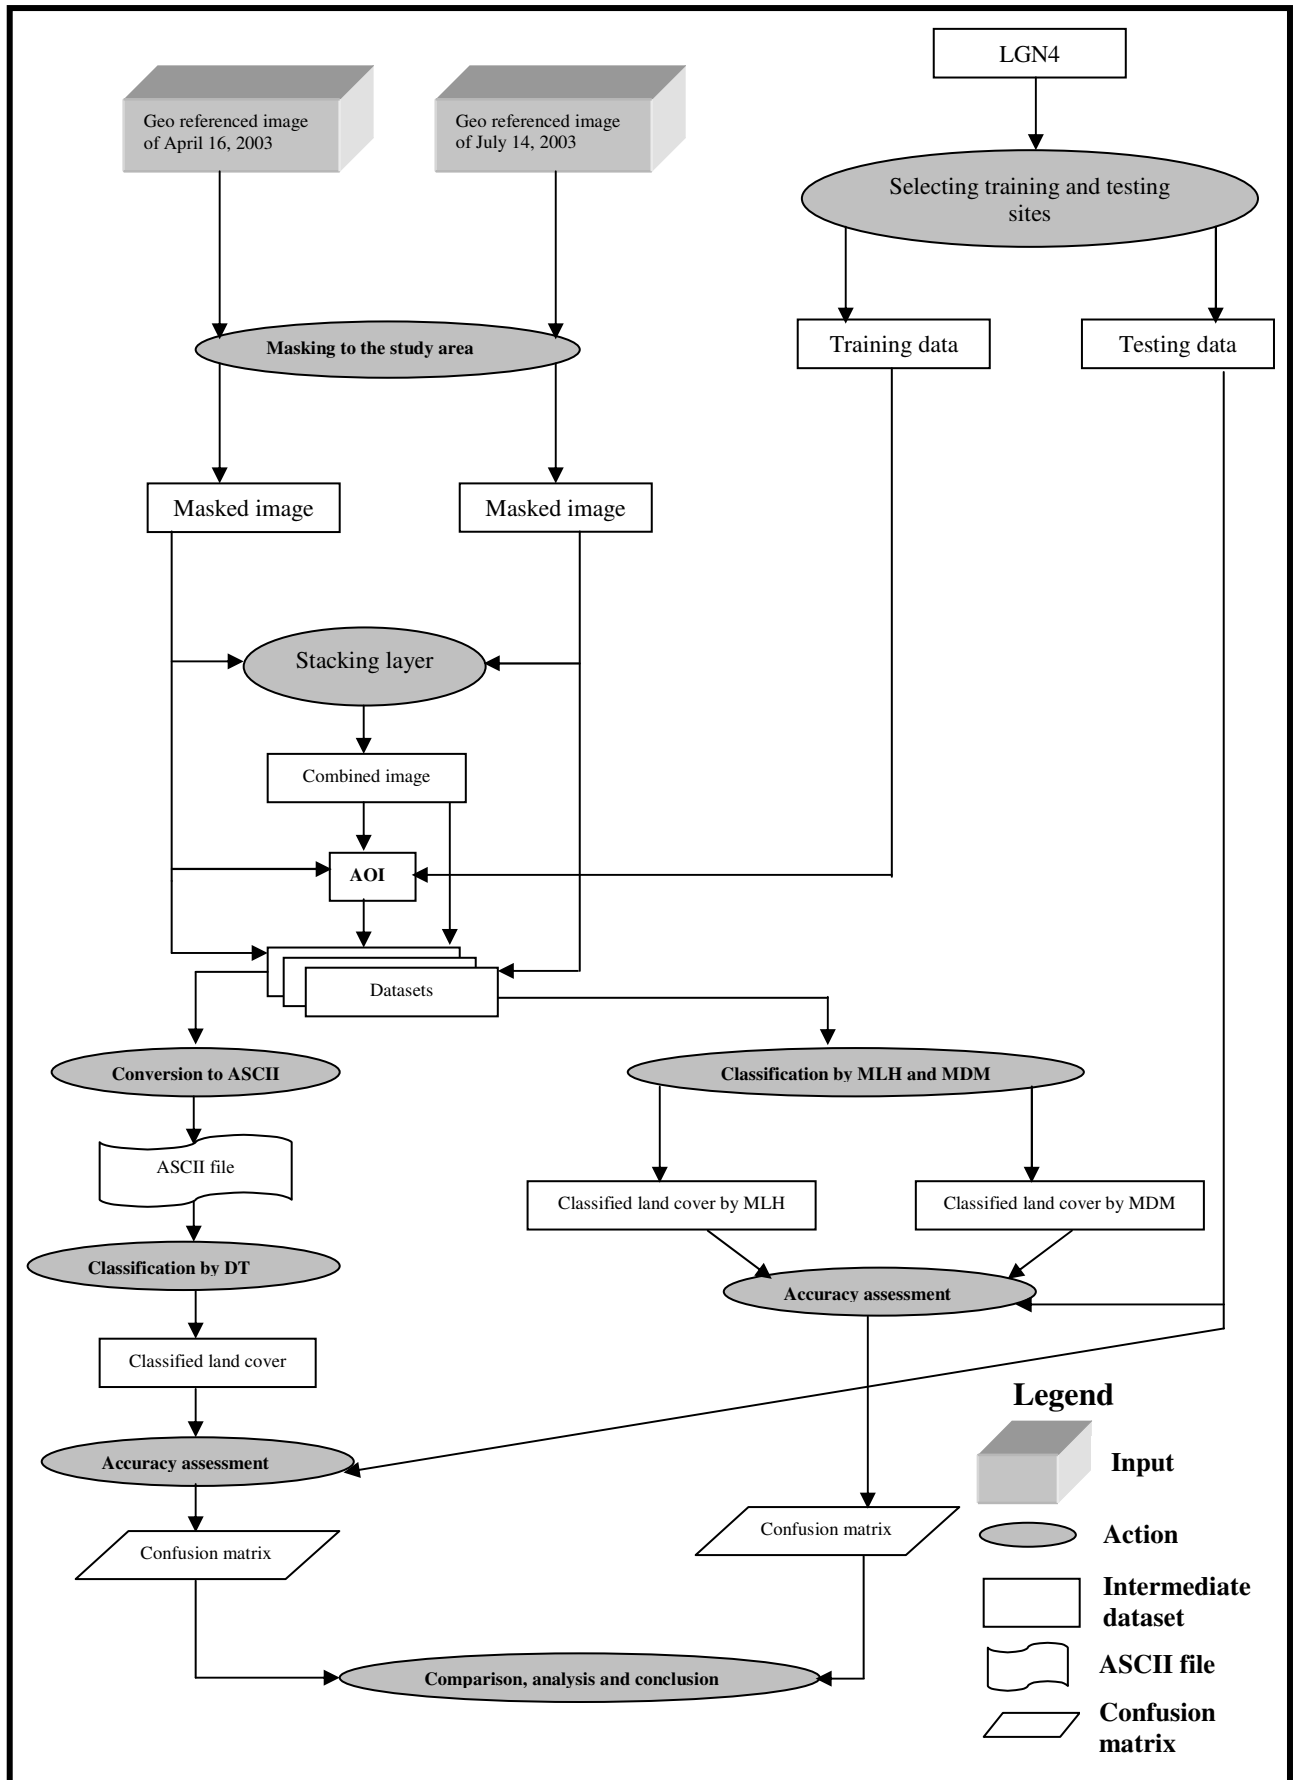 LGN4
Geo referenced image
of April 16, 2003
Geo referenced image
of July 14, 2003
Selecting training and testing
sites
Masking to the study area
Training data
Testing data
Masked image
Masked image
Stacking layer
Combined image
AOI
Datasets
Conversion to ASCII
Classification by MLH and MDM
ASCII file
Classified land cover by MLH
Classified land cover by MDM
Classification by DT
Accuracy assessment
Classified land cover
Accuracy assessment
Confusion matrix
Confusion matrix
Comparison, analysis and conclusion
Legend
Input
Action
Intermediate
dataset
ASCII file
Confusion
matrix